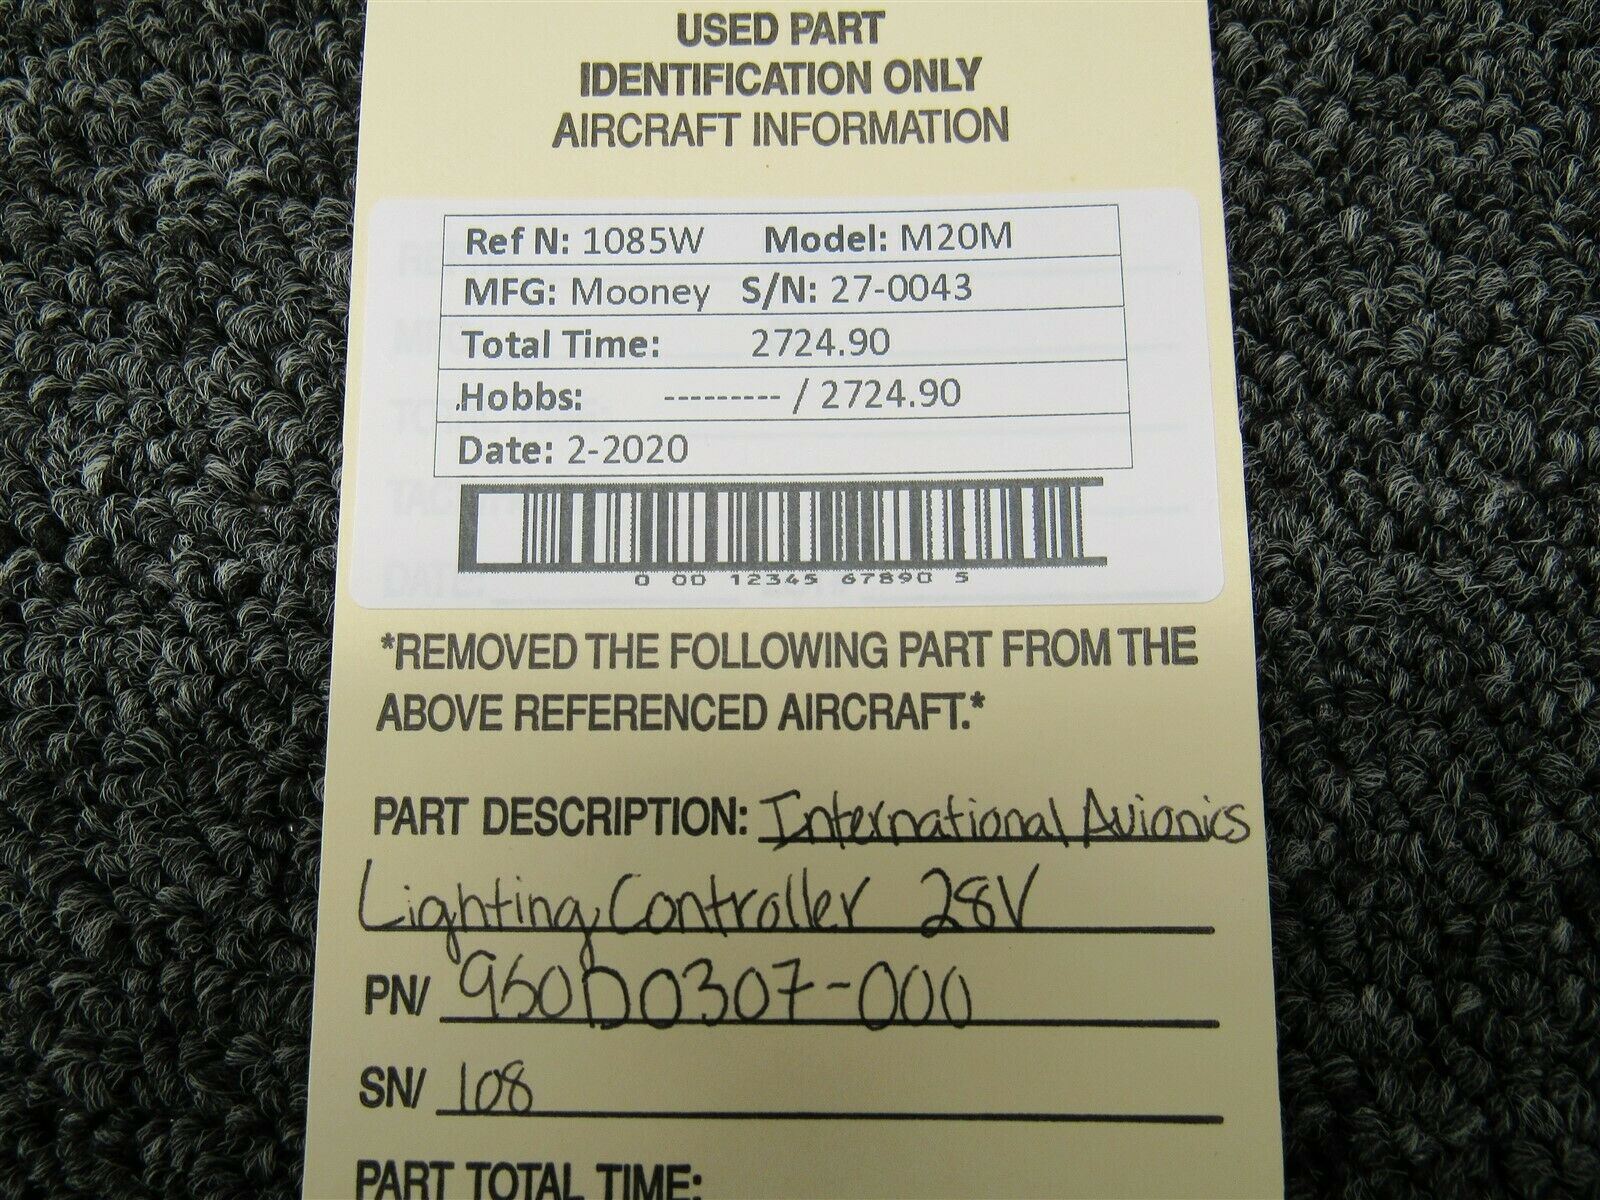 USED PART
IDENTIFICATION ONLY
AIRCRAFT INFORMATION
Ref N: 1085W Model: M20M
MFG: Mooney S/N: 27-0043
Total Time: 2724.90
Hobbs: --------- / 2724.90
Date: 2-2020
0 00 12345 67890 5
*REMOVED THE FOLLOWING PART FROM THE
ABOVE REFERENCED AIRCRAFT.*
PART DESCRIPTION: International Avionics
Lighting Controller 28V
PN/ 950D0307-000
SN/ 108
PART TOTAL TIME: